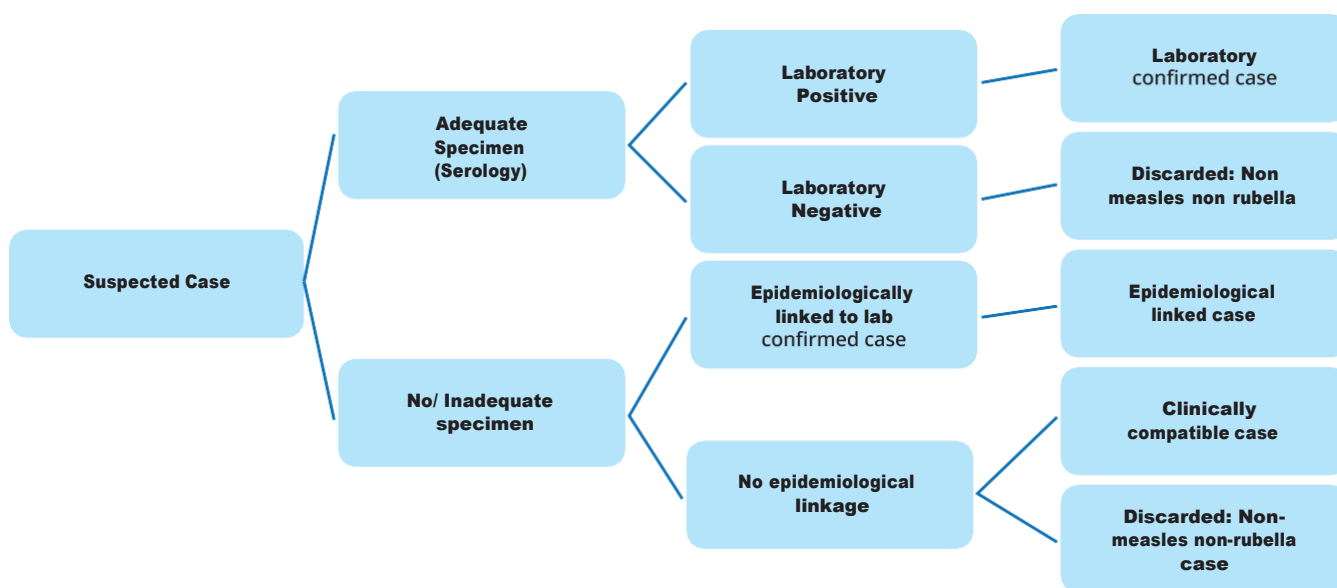 Suspected Case
Adequate
Specimen
(Serology)
No/ Inadequate
specimen
Laboratory
Positive
Laboratory
Negative
Epidemiologically
linked to lab
confirmed case
No epidemiological
linkage
Laboratory
confirmed case
Discarded: Non
measles non rubella
Epidemiological
linked case
Clinically
compatible case
Discarded: Non-
measles non-rubella
case